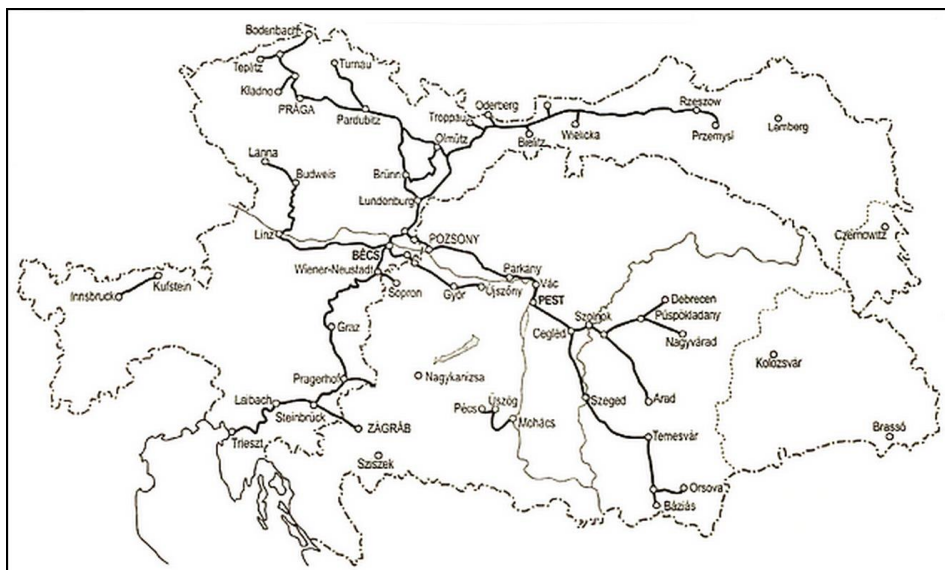 Bodenbach
Teplitz
Turnau
Kladno
PRÁGA
Pardubitz
Oderberg
Troppau
Olmütz
Bielitz
Wielicka
Rzeszow
Przemysl
Lemberg
Lanna
Budweis
Brünn
Lundenburg
Linz
BÉCS
POZSONY
Czernowitz
Wiener-Neustadt
Sopron
Győr
Újszőny
Parkány
Vác
PEST
Innsbruck
Kufstein
Graz
Szolnok
Cegléd
Debrecen
Püspökladany
Nagyvárad
Kolozsvár
Pragerhof
Nagykanizsa
Laibach
Steinbrück
Trieszt
ZÁGRÁB
Pécs
Üszög
Mohács
Szeged
Arad
Temesvár
Brassó
Sziszek
Orsova
Báziás